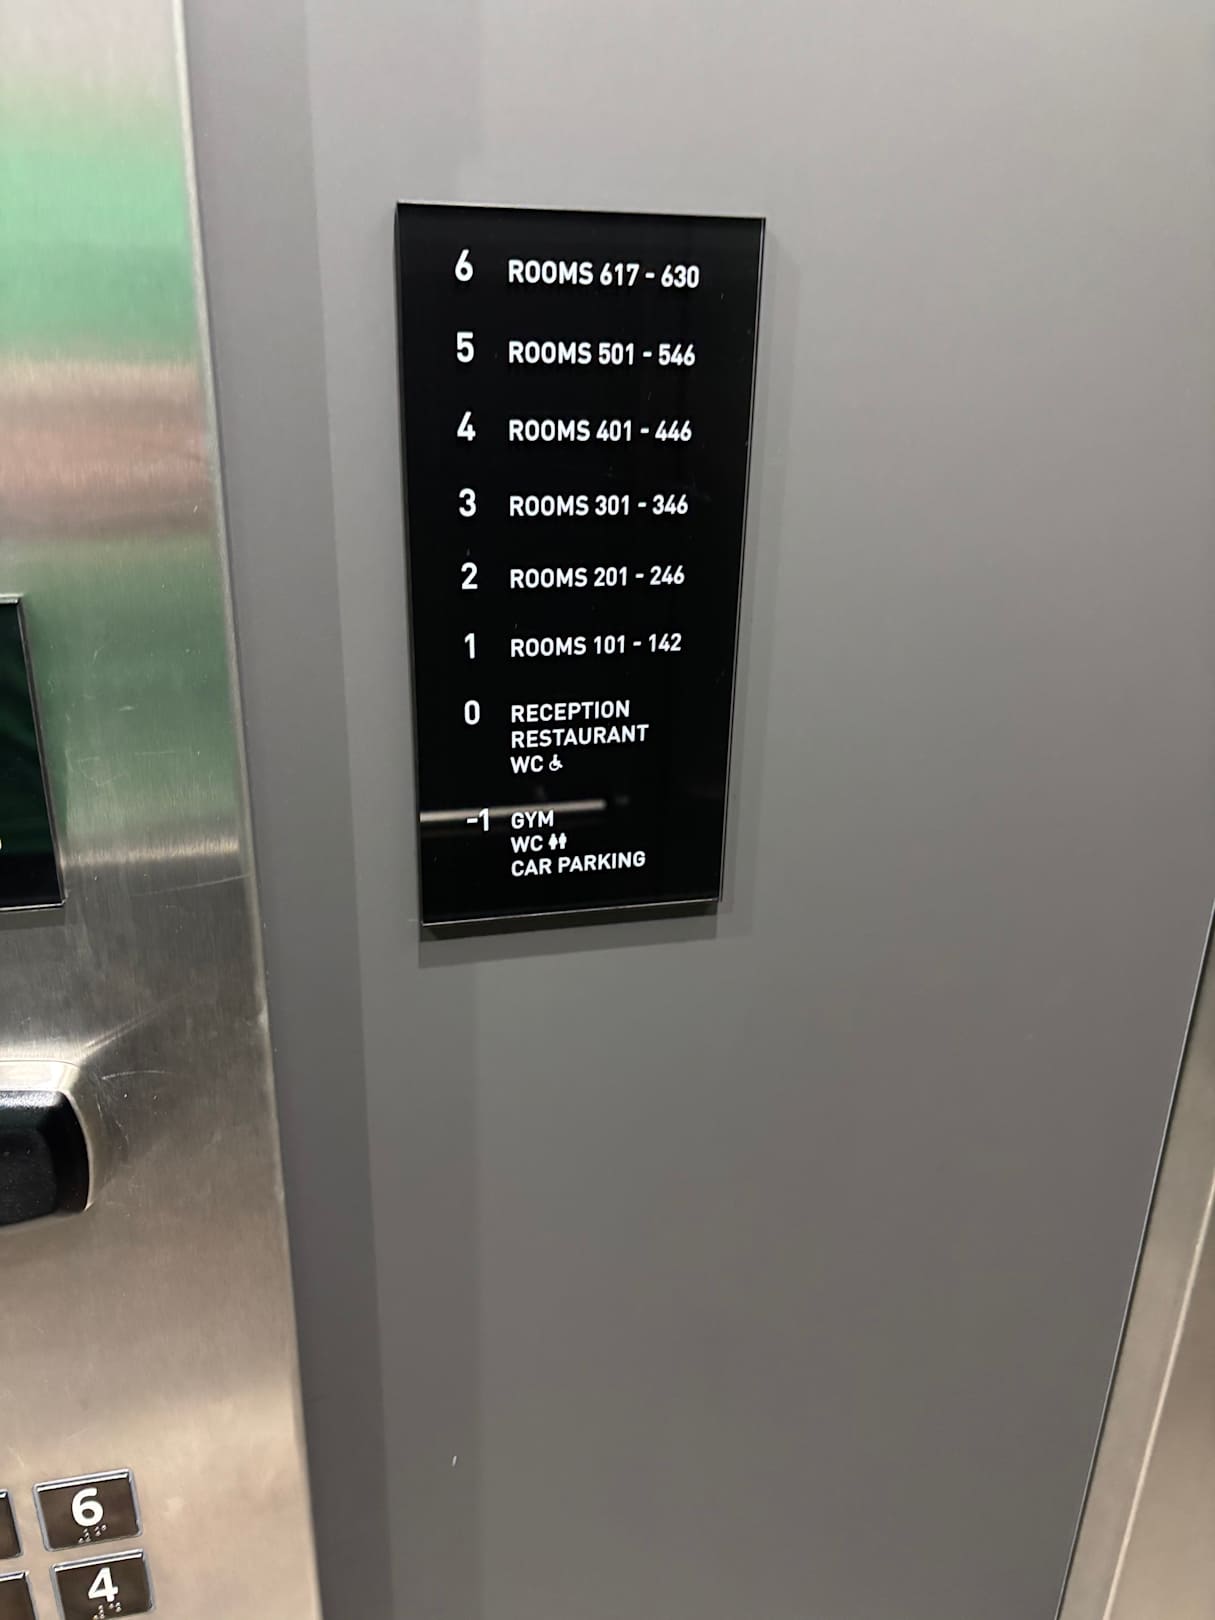 6 ROOMS 617 - 630
5 ROOMS 501 - 546
4 ROOMS 401 - 446
3 ROOMS 301 - 346
2 ROOMS 201 - 246
1 ROOMS 101 - 142
0 RECEPTION
RESTAURANT
WC
-1 GYM
WC
CAR PARKING
6
4